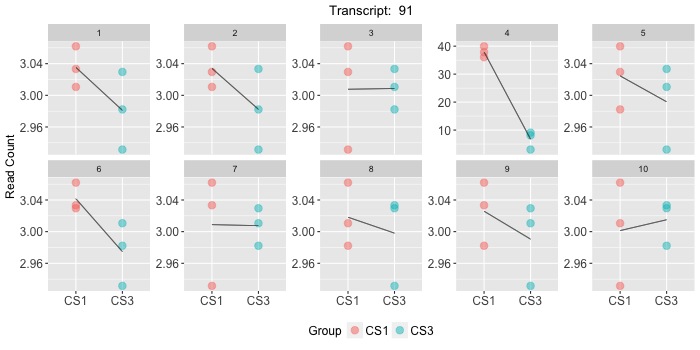 Transcript: 91
1 2 3 4 5
3.04 3.04 3.04 40 3.04
30
3.00 3.00 3.00 20 3.00
2.96 2.96 2.96 10 2.96
Read Count
6 7 8 9 10
3.04 3.04 3.04 3.04 3.04
3.00 3.00 3.00 3.00 3.00
2.96 2.96 2.96 2.96 2.96
CS1 CS3 CS1 CS3 CS1 CS3 CS1 CS3 CS1 CS3
Group CS1 CS3